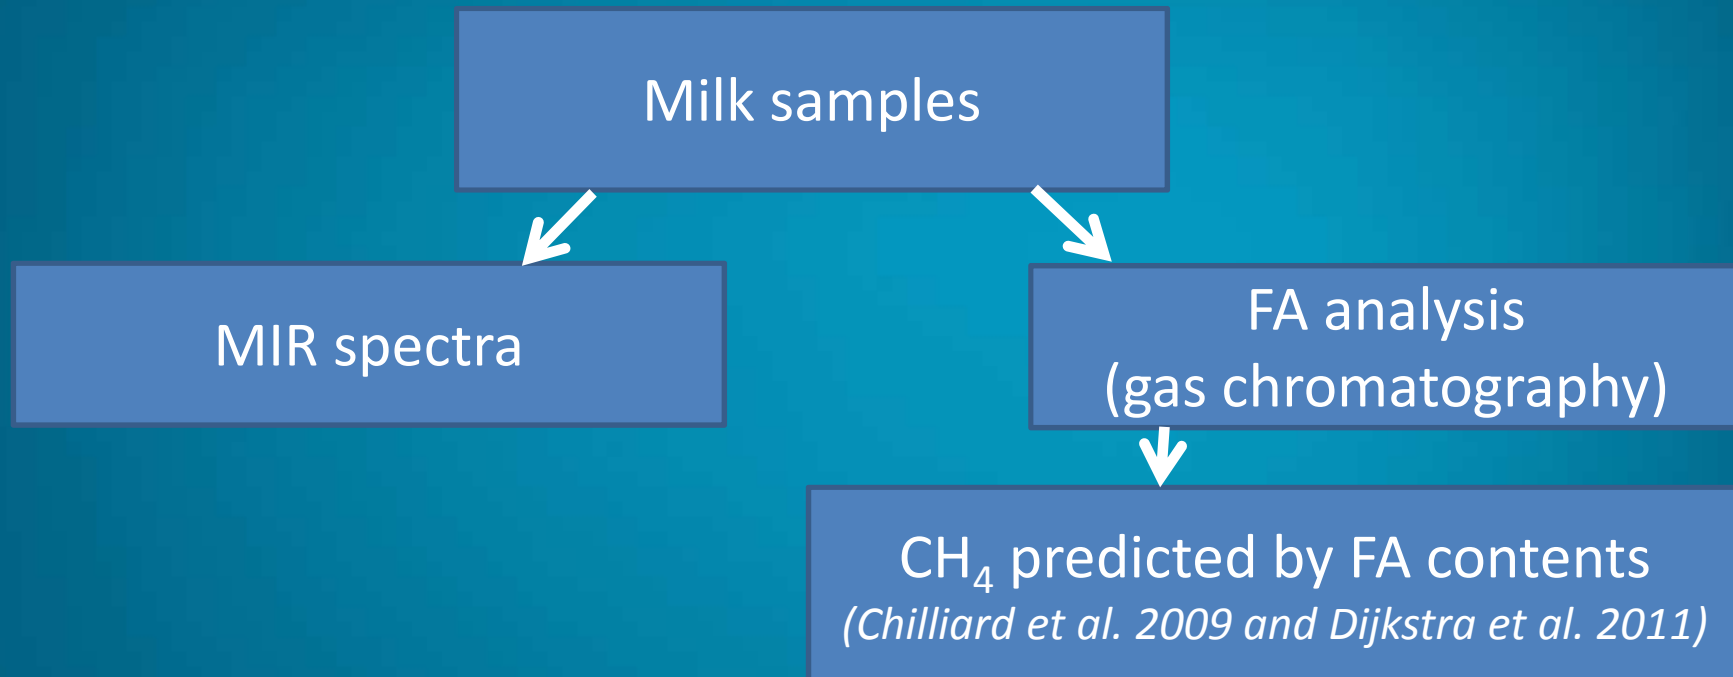 Milk samples
MIR spectra
FA analysis
(gas chromatography)
CH₄ predicted by FA contents
(Chilliard et al. 2009 and Dijkstra et al. 2011)